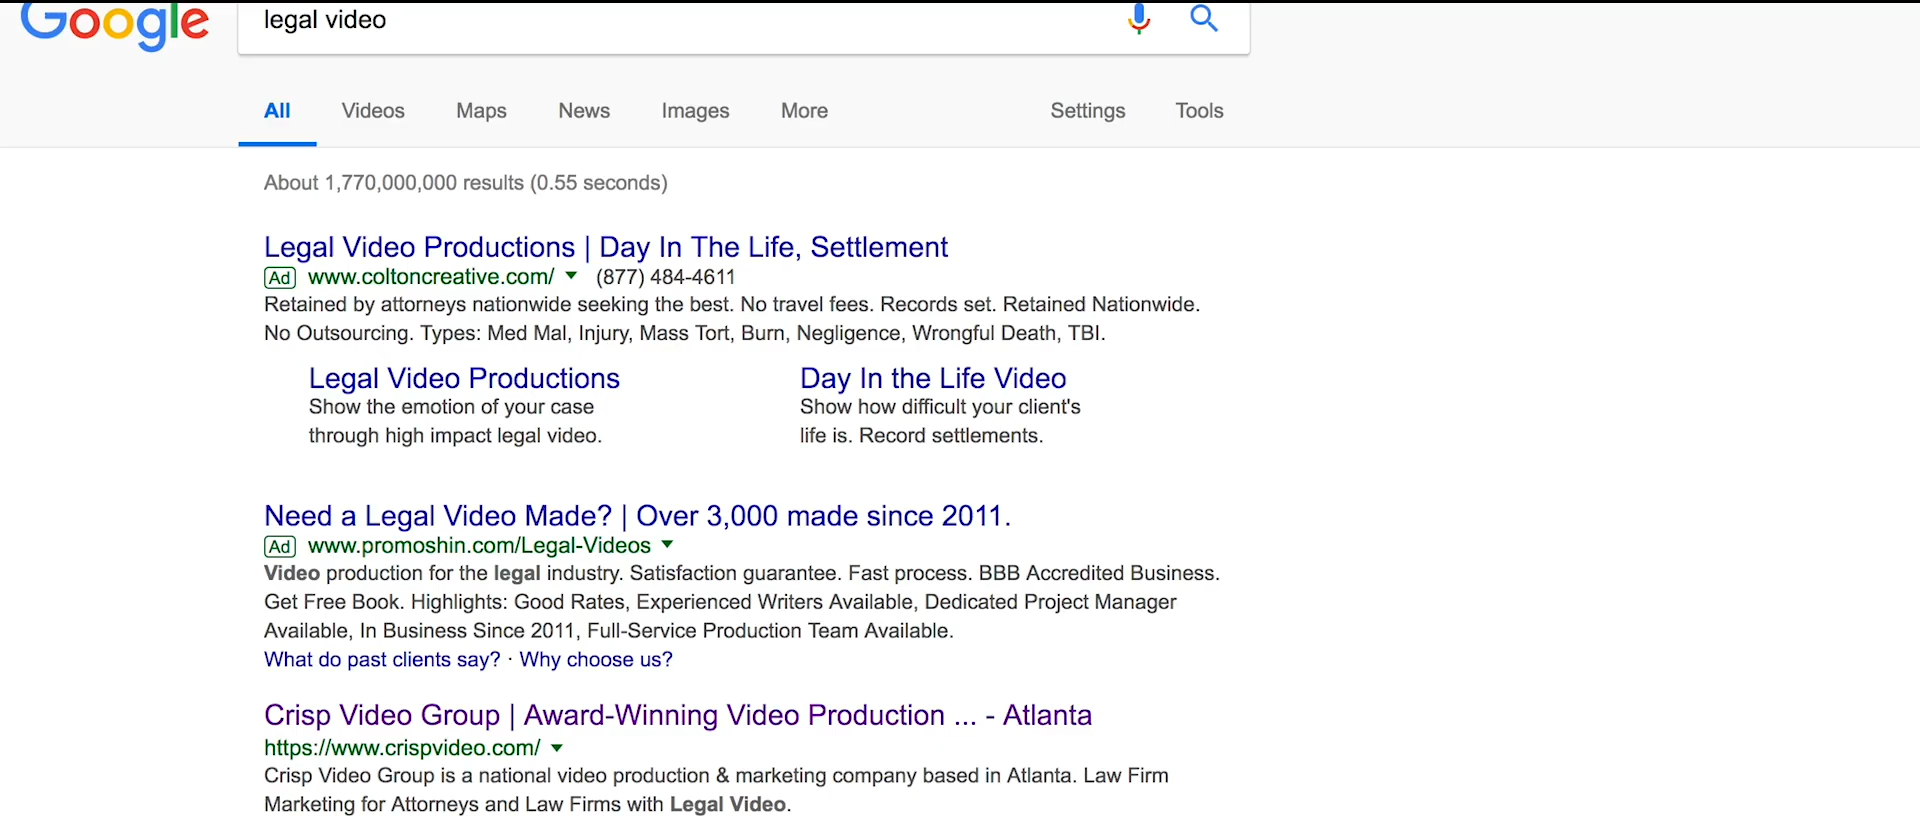 Google
legal video
All Videos Maps News Images More Settings Tools
About 1,770,000,000 results (0.55 seconds)
Legal Video Productions | Day In The Life, Settlement
Ad www.coltoncreative.com/ (877) 484-4611
Retained by attorneys nationwide seeking the best. No travel fees. Records set. Retained Nationwide.
No Outsourcing. Types: Med Mal, Injury, Mass Tort, Burn, Negligence, Wrongful Death, TBI.
Legal Video Productions
Show the emotion of your case
through high impact legal video.
Day In the Life Video
Show how difficult your client's
life is. Record settlements.
Need a Legal Video Made? | Over 3,000 made since 2011.
Ad www.promoshin.com/Legal-Videos
Video production for the legal industry. Satisfaction guarantee. Fast process. BBB Accredited Business.
Get Free Book. Highlights: Good Rates, Experienced Writers Available, Dedicated Project Manager
Available, In Business Since 2011, Full-Service Production Team Available.
What do past clients say? · Why choose us?
Crisp Video Group | Award-Winning Video Production ... - Atlanta
https://www.crispvideo.com/
Crisp Video Group is a national video production & marketing company based in Atlanta. Law Firm
Marketing for Attorneys and Law Firms with Legal Video.